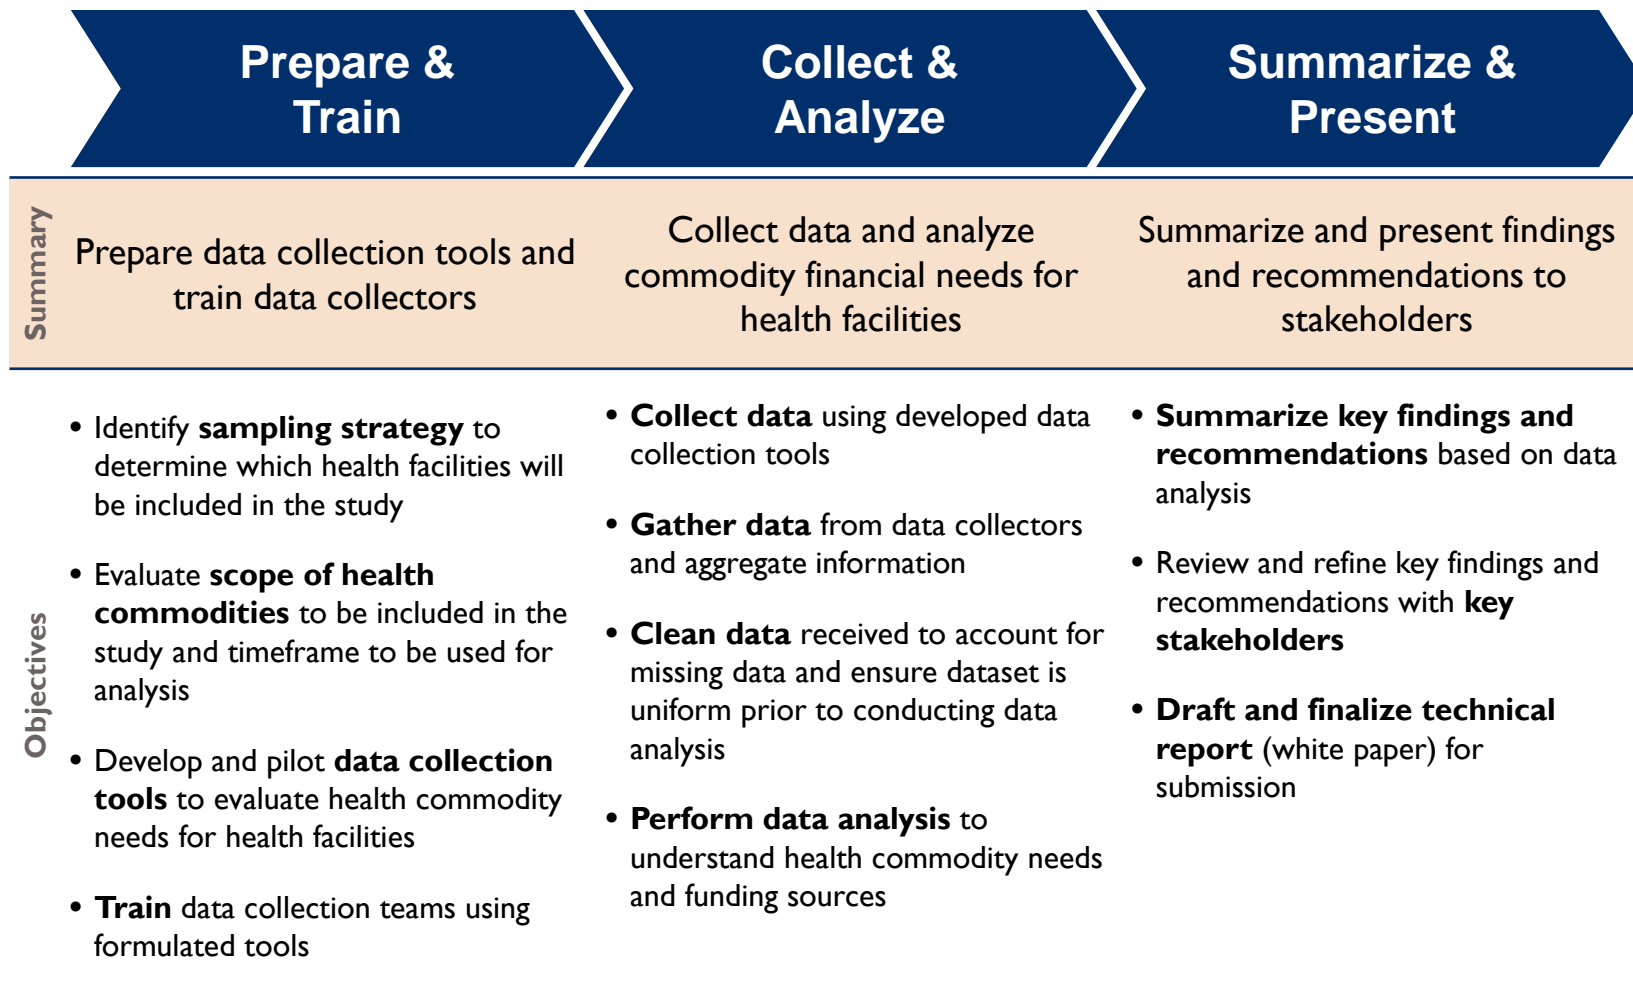 Prepare &
Train
Collect &
Analyze
Summarize &
Present
Summary
Prepare data collection tools and
train data collectors
Collect data and analyze
commodity financial needs for
health facilities
Summarize and present findings
and recommendations to
stakeholders
Objectives
• Identify sampling strategy to
determine which health facilities will
be included in the study
• Evaluate scope of health
commodities to be included in the
study and timeframe to be used for
analysis
• Develop and pilot data collection
tools to evaluate health commodity
needs for health facilities
• Train data collection teams using
formulated tools
• Collect data using developed data
collection tools
• Gather data from data collectors
and aggregate information
• Clean data received to account for
missing data and ensure dataset is
uniform prior to conducting data
analysis
• Perform data analysis to
understand health commodity needs
and funding sources
• Summarize key findings and
recommendations based on data
analysis
• Review and refine key findings and
recommendations with key
stakeholders
• Draft and finalize technical
report (white paper) for
submission